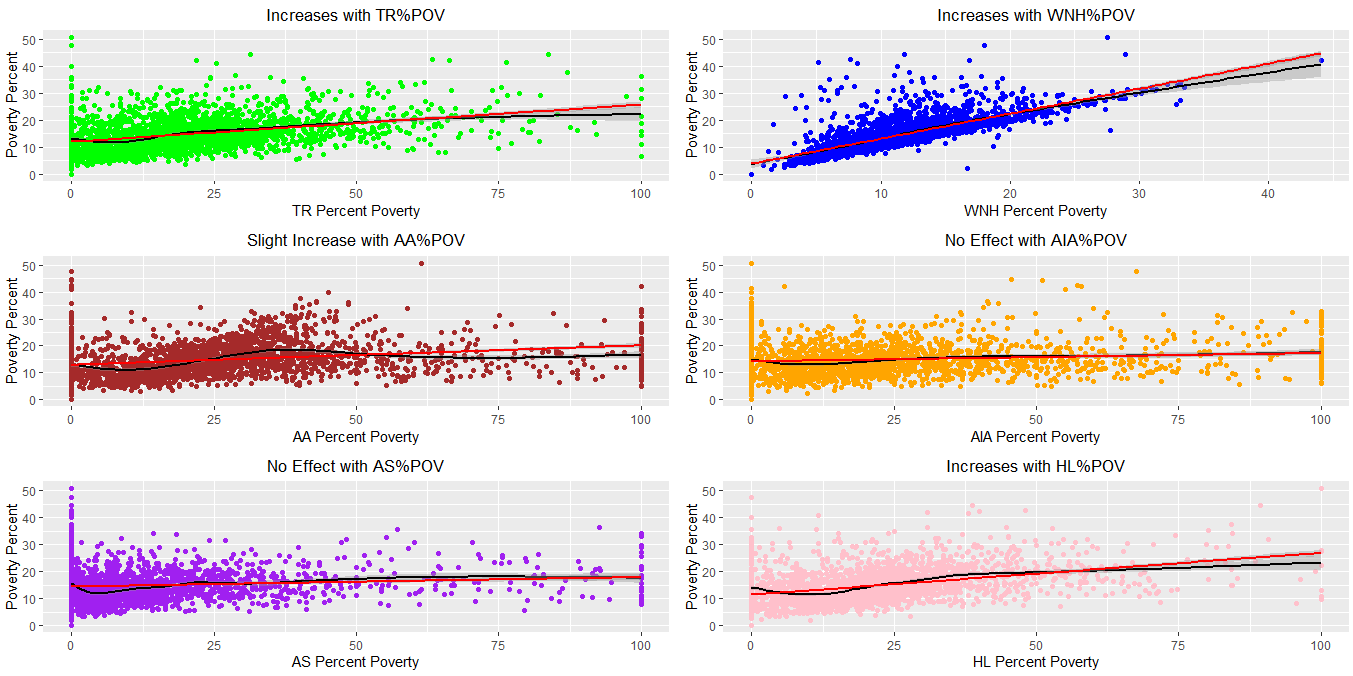 Increases with TR%POV
Poverty Percent
50
40
30
20
10
0
0 25 50 75 100
TR Percent Poverty
Increases with WNH%POV
Poverty Percent
50
40
30
20
10
0
0 10 20 30 40
WNH Percent Poverty
Slight Increase with AA%POV
Poverty Percent
50
40
30
20
10
0
0 25 50 75 100
AA Percent Poverty
No Effect with AIA%POV
Poverty Percent
50
40
30
20
10
0
0 25 50 75 100
AIA Percent Poverty
No Effect with AS%POV
Poverty Percent
50
40
30
20
10
0
0 25 50 75 100
AS Percent Poverty
Increases with HL%POV
Poverty Percent
50
40
30
20
10
0
0 25 50 75 100
HL Percent Poverty